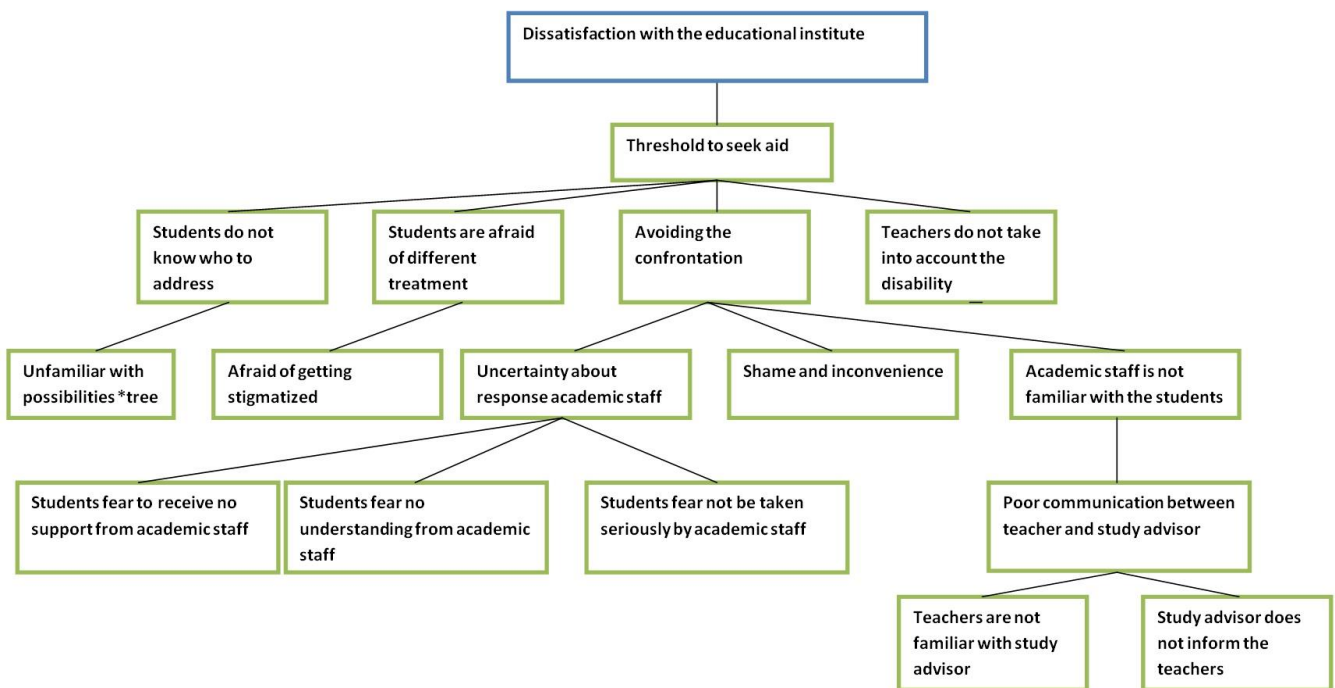 Dissatisfaction with the educational institute
Threshold to seek aid
Students do not
know who to
address
Students are afraid
of different
treatment
Avoiding the
confrontation
Teachers do not take
into account the
disability
Unfamiliar with
possibilities *tree
Afraid of getting
stigmatized
Uncertainty about
response academic staff
Shame and inconvenience
Academic staff is not
familiar with the students
Students fear to receive no
support from academic staff
Students fear no
understanding from academic
staff
Students fear not be taken
seriously by academic staff
Poor communication between
teacher and study advisor
Teachers are not
familiar with study
advisor
Study advisor does
not inform the
teachers